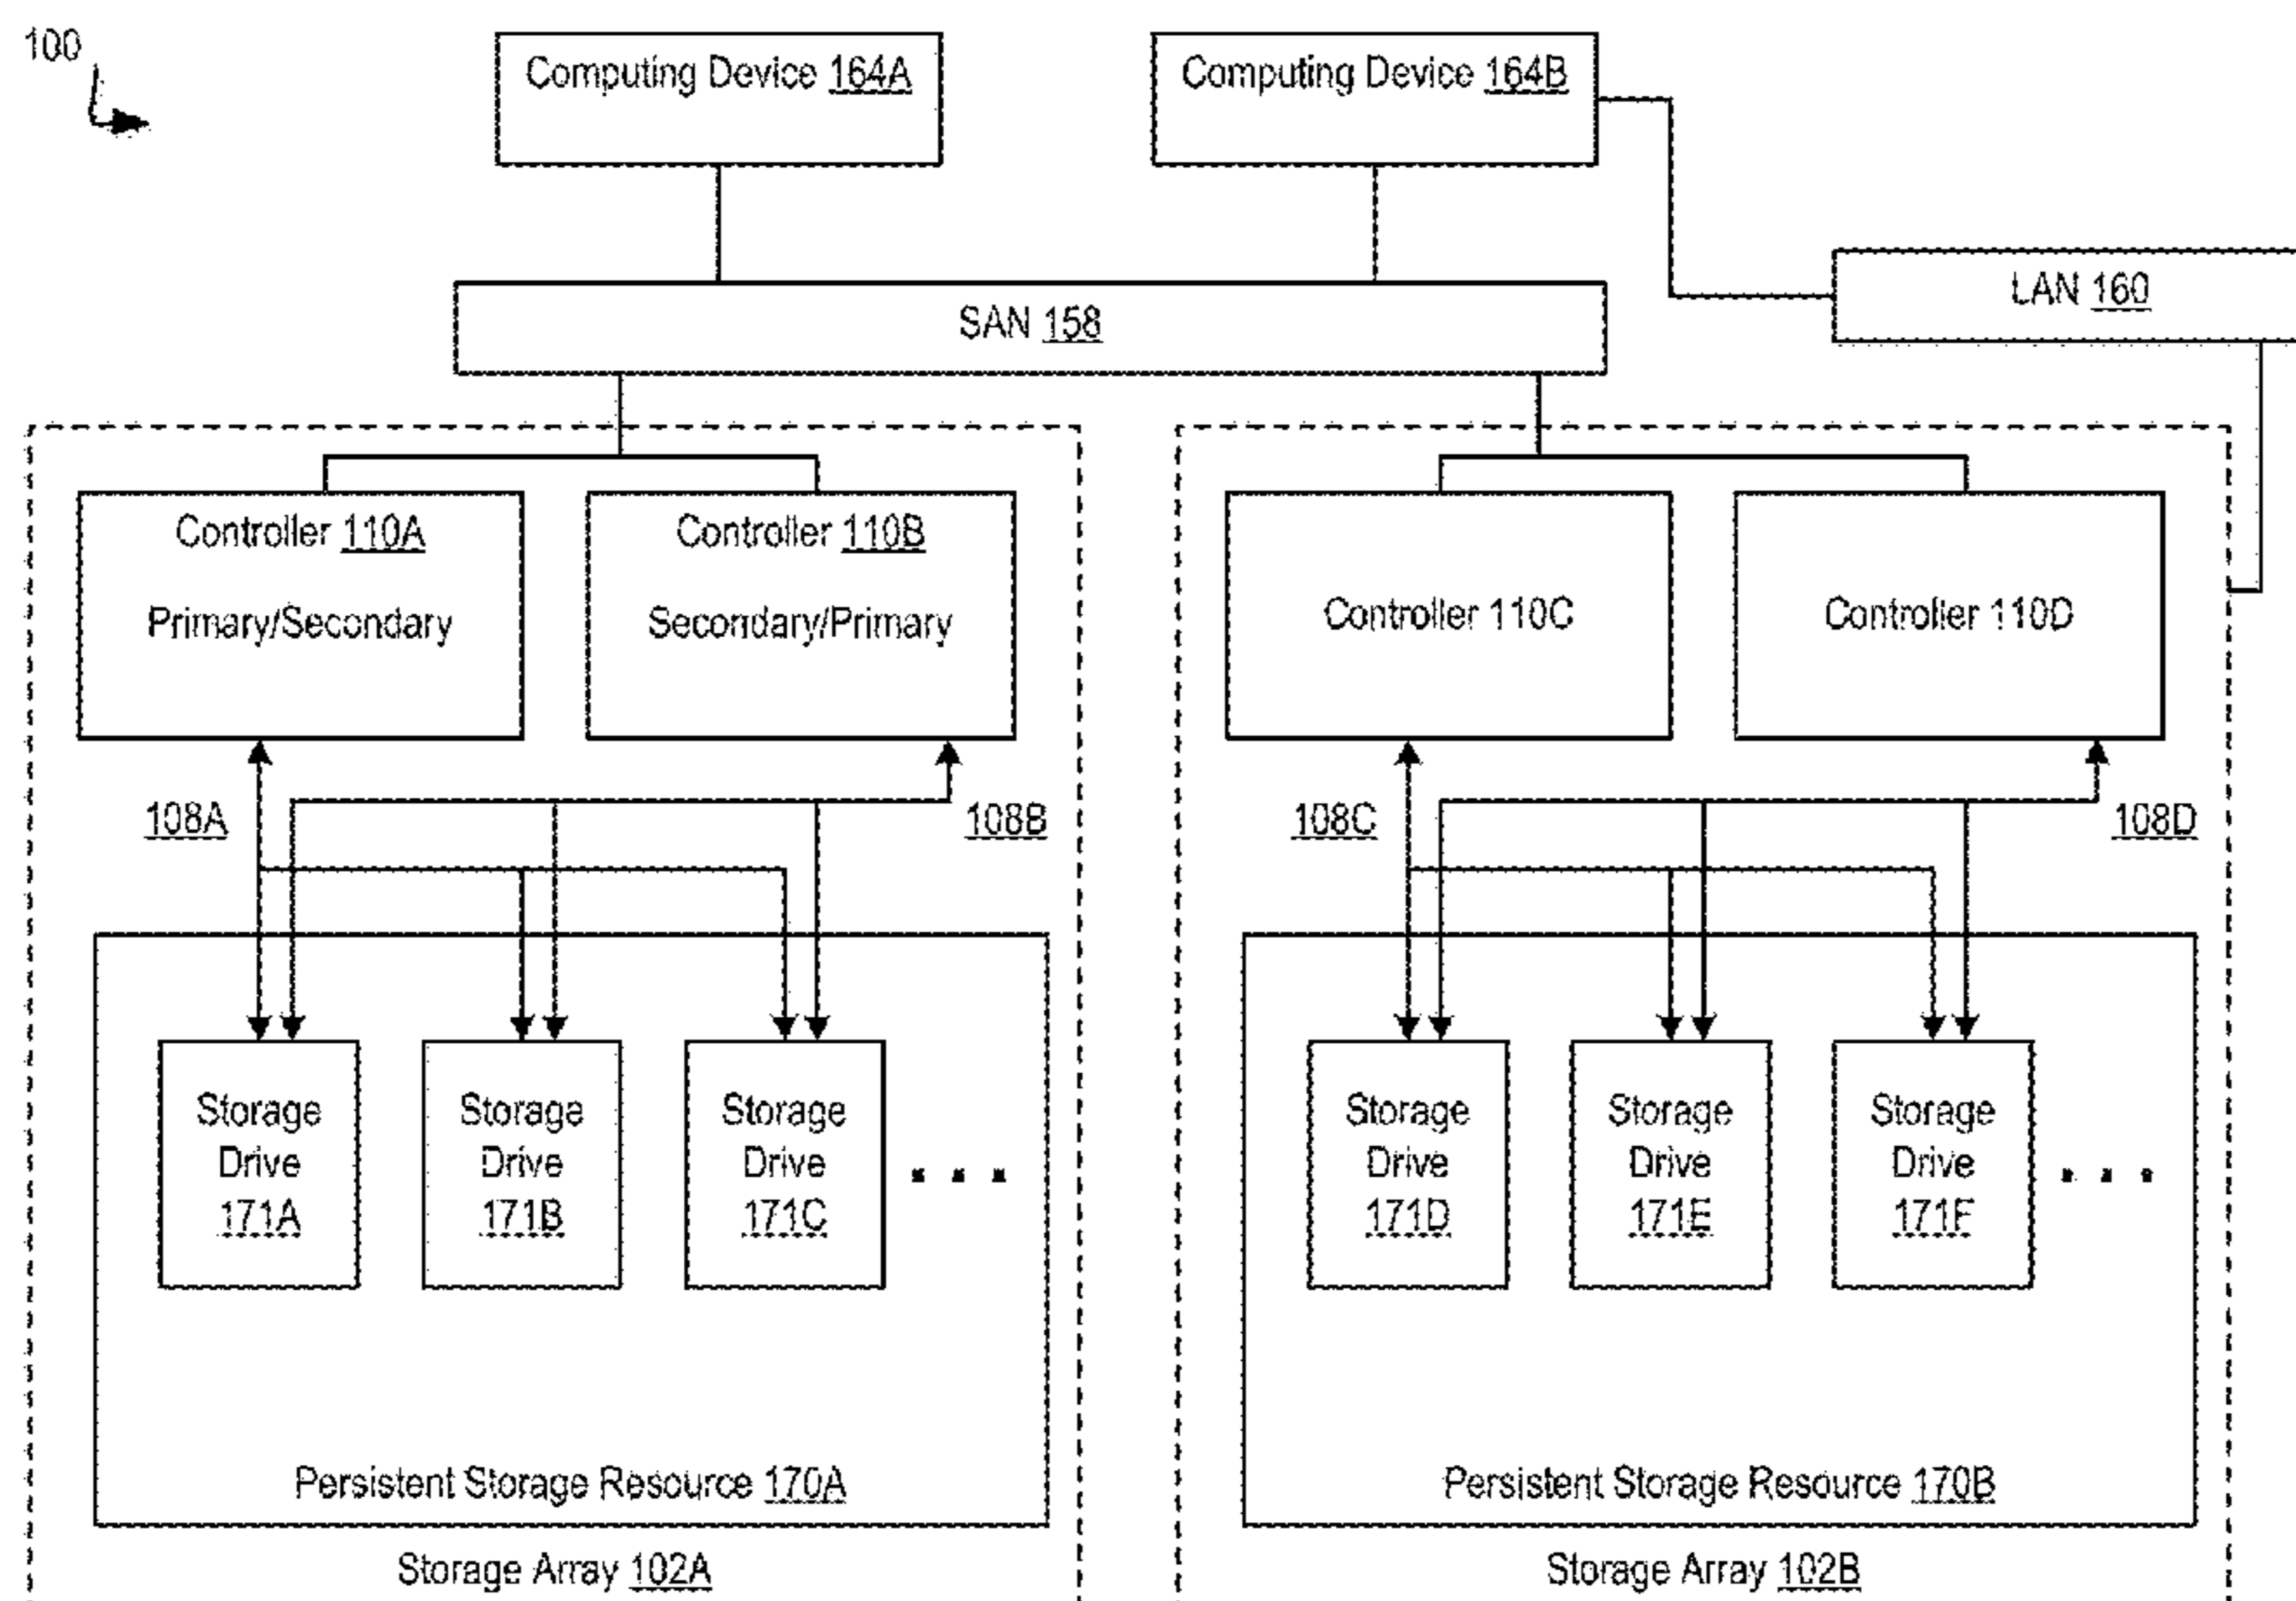 100
Computing Device 164A
Computing Device 164B
LAN 160
SAN 158
Controller 110A
Primary/Secondary
Controller 110B
Secondary/Primary
Controller 110C
Controller 110D
108A
108B
108C
108D
Storage
Drive
171A
Storage
Drive
171B
Storage
Drive
171C
. . .
Storage
Drive
171D
Storage
Drive
171E
Storage
Drive
171F
. . .
Persistent Storage Resource 170A
Persistent Storage Resource 170B
Storage Array 102A
Storage Array 102B